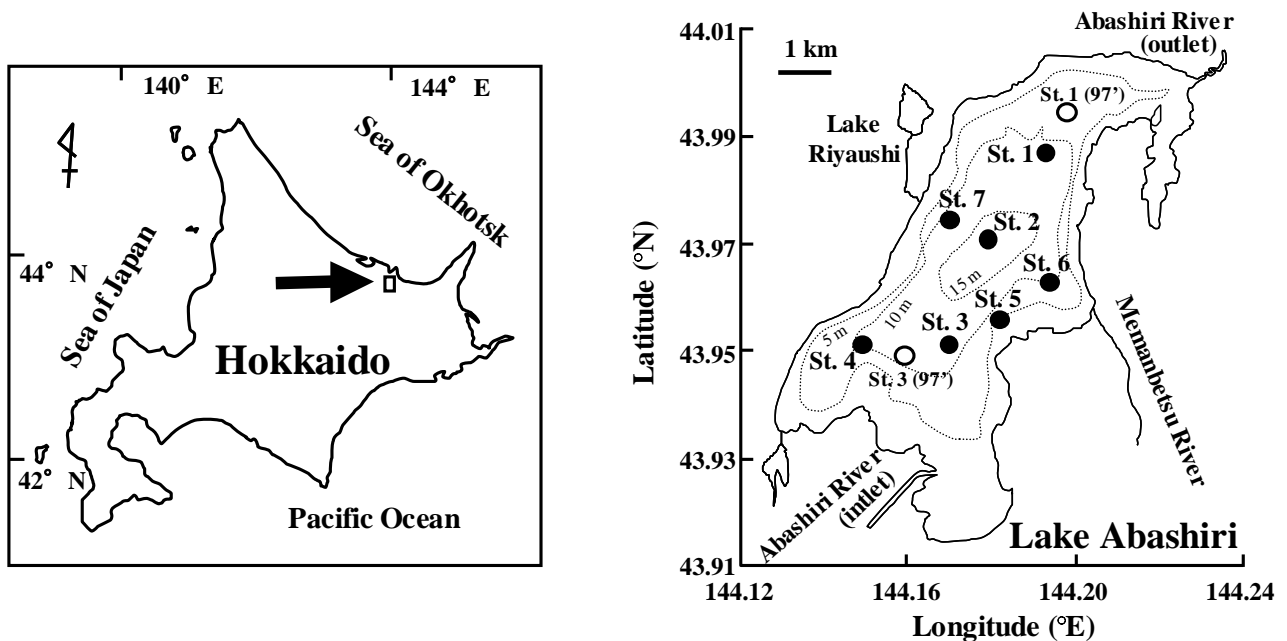 140° E
144° E
Sea of Okhotsk
Sea of Japan
44° N
Hokkaido
42° N
Pacific Ocean
44.01
43.99
43.97
43.95
43.93
43.91
Latitude (°N)
144.12
144.16
144.20
144.24
Longitude (°E)
1 km
Abashiri River
(outlet)
St. 1 (97')
Lake
Riyaushi
St. 1
St. 7
St. 2
St. 6
15 m
10 m
5 m
St. 5
St. 3
St. 4
St. 3 (97')
Memanbetsu River
Abashiri River
(intlet)
Lake Abashiri